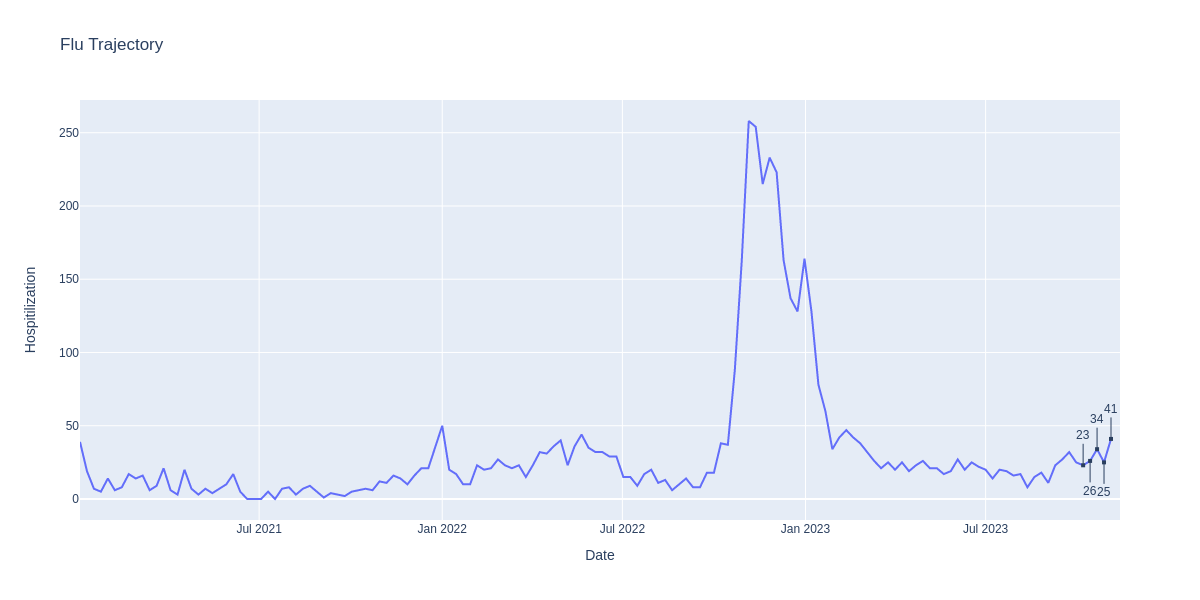 Flu Trajectory
Hospitilization
250
200
150
100
50
0
41
34
23
26
25
Jul 2021
Jan 2022
Jul 2022
Jan 2023
Jul 2023
Date